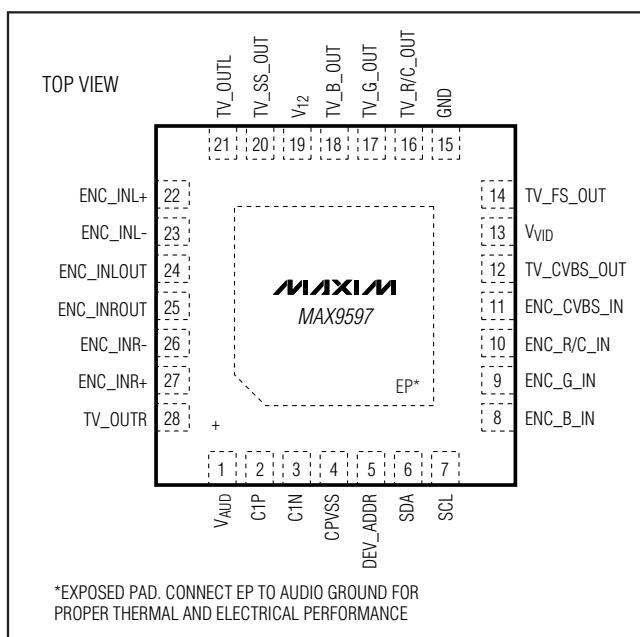 TOP VIEW
TV_OUTL
TV_SS_OUT
V12
TV_B_OUT
TV_G_OUT
TV_R/C_OUT
GND
21 20 19 18 17 16 15
ENC_INL+ 22
ENC_INL- 23
ENC_INLOUT 24
ENC_INROUT 25
ENC_INR- 26
ENC_INR+ 27
TV_OUTR 28
14 TV_FS_OUT
13 VVID
12 TV_CVBS_OUT
11 ENC_CVBS_IN
10 ENC_R/C_IN
9 ENC_G_IN
8 ENC_B_IN
MAXIM
MAX9597
EP*
+
1 2 3 4 5 6 7
VAUD
C1P
C1N
CPVSS
DEV_ADDR
SDA
SCL
*EXPOSED PAD. CONNECT EP TO AUDIO GROUND FOR
PROPER THERMAL AND ELECTRICAL PERFORMANCE